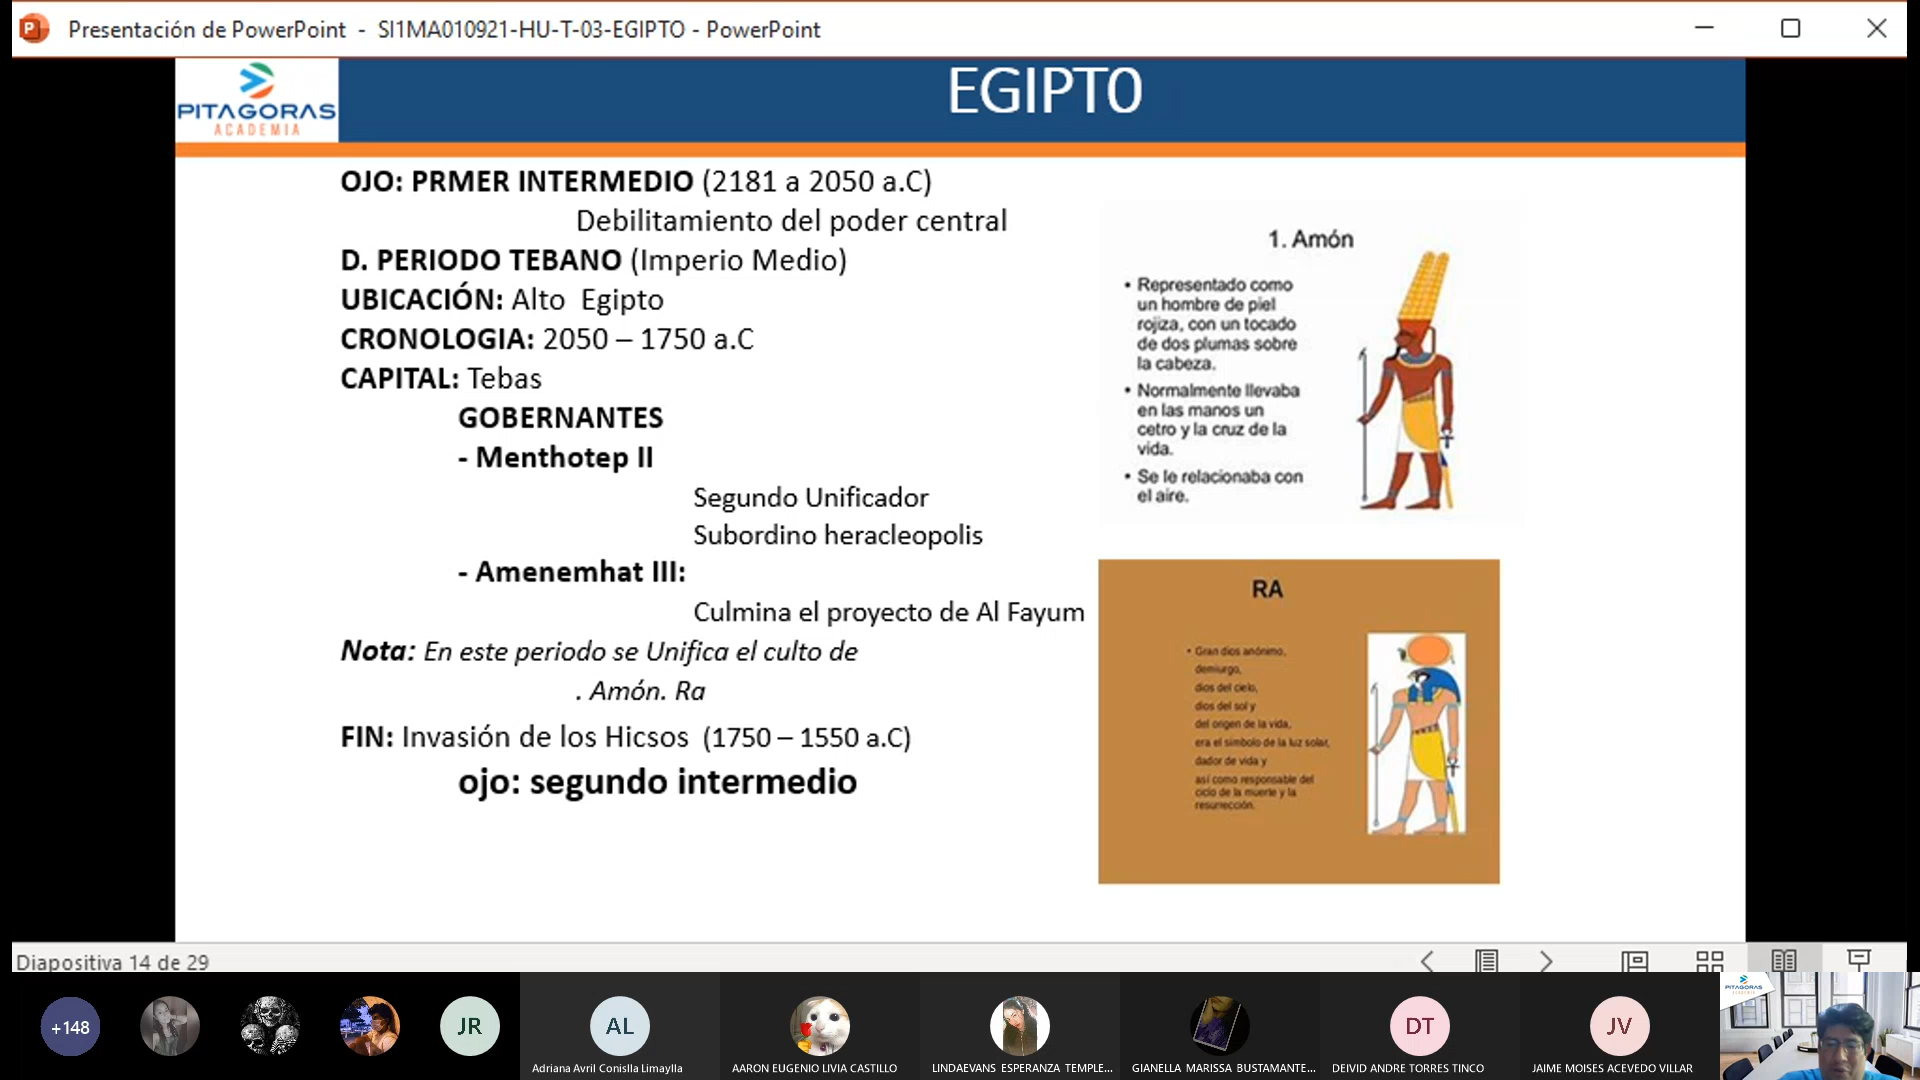 Presentación de PowerPoint - SI1MA010921-HU-T-03-EGIPTO - PowerPoint
PITAGORAS
ACADEMIA
EGIPTO
OJO: PRMER INTERMEDIO (2181 a 2050 a.C)
Debilitamiento del poder central
D. PERIODO TEBANO (Imperio Medio)
UBICACIÓN: Alto Egipto
CRONOLOGIA: 2050 – 1750 a.C
CAPITAL: Tebas
GOBERNANTES
- Menthotep II
Segundo Unificador
Subordino heracleopolis
- Amenemhat III:
Culmina el proyecto de Al Fayum
Nota: En este periodo se Unifica el culto de
. Amón. Ra
FIN: Invasión de los Hicsos (1750 – 1550 a.C)
ojo: segundo intermedio
1. Amón
• Representado como
un hombre de piel
rojiza, con un tocado
de dos plumas sobre
la cabeza.
• Normalmente llevaba
en las manos un
cetro y la cruz de la
vida.
• Se le relacionaba con
el aire.
RA
• Gran dios anónimo,
demiurgo,
dios del cielo,
dios del sol y
del origen de la vida,
era el simbolo de la luz solar,
dador de vida y
así como responsable del
ciclo de la muerte y la
resurrección.
Diapositiva 14 de 29
+148
JR
AL
Adriana Avril Conislla Limaylla
AARON EUGENIO LIVIA CASTILLO
LINDAEVANS ESPERANZA TEMPLE...
GIANELLA MARISSA BUSTAMANTE...
DT
DEIVID ANDRE TORRES TINCO
JV
JAIME MOISES ACEVEDO VILLAR
PITAGORAS